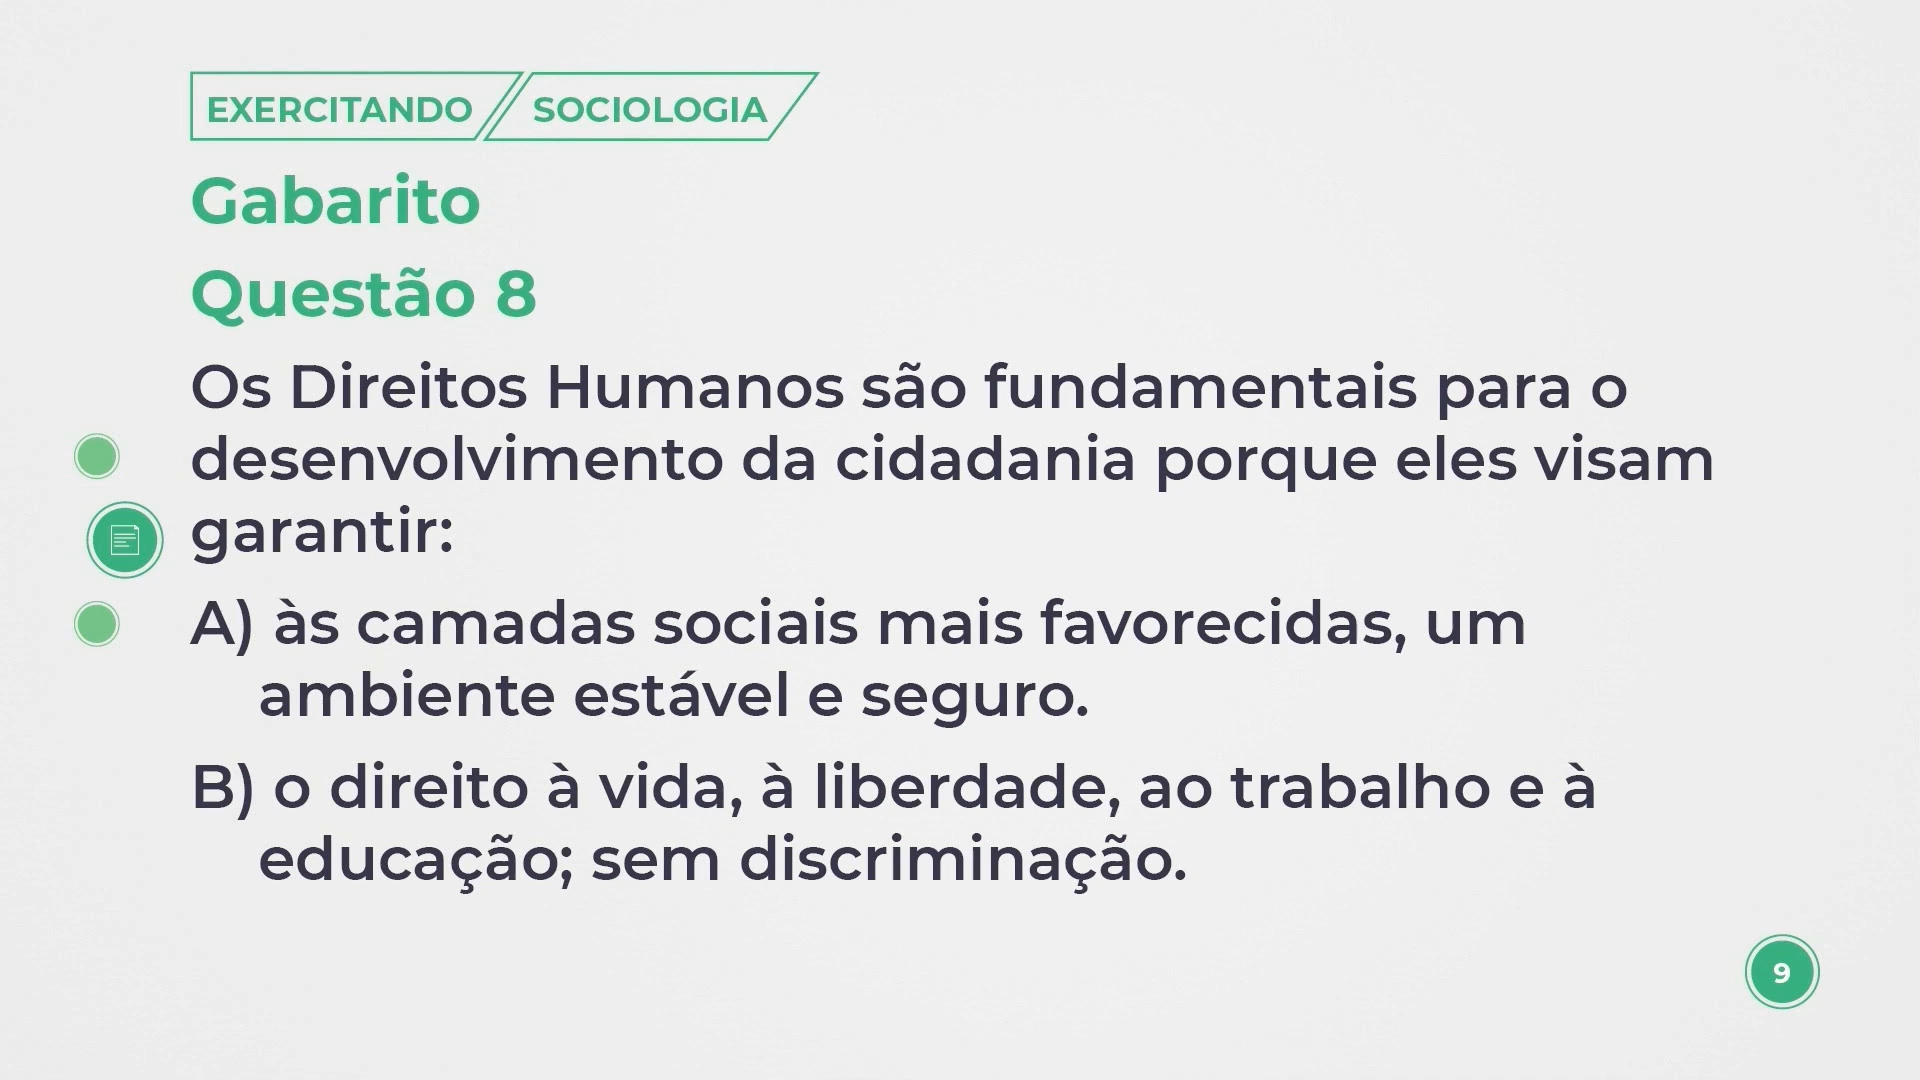 EXERCITANDO SOCIOLOGIA
Gabarito
Questão 8
Os Direitos Humanos são fundamentais para o
desenvolvimento da cidadania porque eles visam
garantir:
A) às camadas sociais mais favorecidas, um
ambiente estável e seguro.
B) o direito à vida, à liberdade, ao trabalho e à
educação; sem discriminação.
9